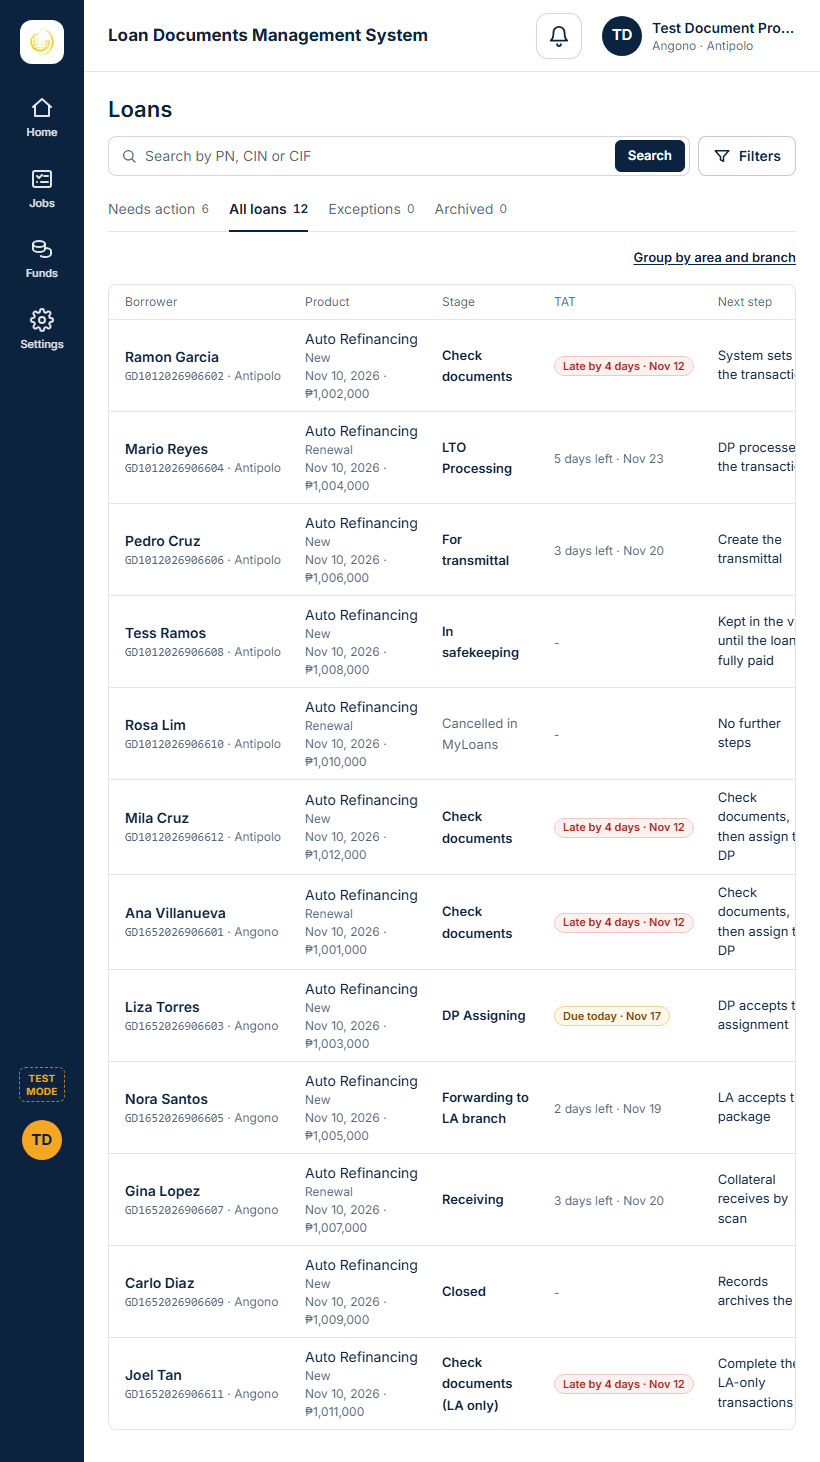 Loan Documents Management System
TD
Test Document Pro...
Angono · Antipolo
Home
Jobs
Funds
Settings
TEST
MODE
TD
Loans
Search by PN, CIN or CIF
Search
Filters
Needs action 6
All loans 12
Exceptions 0
Archived 0
Group by area and branch
Borrower
Product
Stage
TAT
Next step
Ramon Garcia
GD1012026906602 · Antipolo
Auto Refinancing
New
Nov 10, 2026 ·
₱1,002,000
Check
documents
Late by 4 days · Nov 12
System sets
the transacti
Mario Reyes
GD1012026906604 · Antipolo
Auto Refinancing
Renewal
Nov 10, 2026 ·
₱1,004,000
LTO
Processing
5 days left · Nov 23
DP processe
the transacti
Pedro Cruz
GD1012026906606 · Antipolo
Auto Refinancing
New
Nov 10, 2026 ·
₱1,006,000
For
transmittal
3 days left · Nov 20
Create the
transmittal
Tess Ramos
GD1012026906608 · Antipolo
Auto Refinancing
New
Nov 10, 2026 ·
₱1,008,000
In
safekeeping
-
Kept in the v
until the loan
fully paid
Rosa Lim
GD1012026906610 · Antipolo
Auto Refinancing
Renewal
Nov 10, 2026 ·
₱1,010,000
Cancelled in
MyLoans
-
No further
steps
Mila Cruz
GD1012026906612 · Antipolo
Auto Refinancing
New
Nov 10, 2026 ·
₱1,012,000
Check
documents
Late by 4 days · Nov 12
Check
documents,
then assign t
DP
Ana Villanueva
GD1652026906601 · Angono
Auto Refinancing
Renewal
Nov 10, 2026 ·
₱1,001,000
Check
documents
Late by 4 days · Nov 12
Check
documents,
then assign t
DP
Liza Torres
GD1652026906603 · Angono
Auto Refinancing
New
Nov 10, 2026 ·
₱1,003,000
DP Assigning
Due today · Nov 17
DP accepts t
assignment
Nora Santos
GD1652026906605 · Angono
Auto Refinancing
New
Nov 10, 2026 ·
₱1,005,000
Forwarding to
LA branch
2 days left · Nov 19
LA accepts t
package
Gina Lopez
GD1652026906607 · Angono
Auto Refinancing
Renewal
Nov 10, 2026 ·
₱1,007,000
Receiving
3 days left · Nov 20
Collateral
receives by
scan
Carlo Diaz
GD1652026906609 · Angono
Auto Refinancing
New
Nov 10, 2026 ·
₱1,009,000
Closed
-
Records
archives the
Joel Tan
GD1652026906611 · Angono
Auto Refinancing
New
Nov 10, 2026 ·
₱1,011,000
Check
documents
(LA only)
Late by 4 days · Nov 12
Complete the
LA-only
transactions